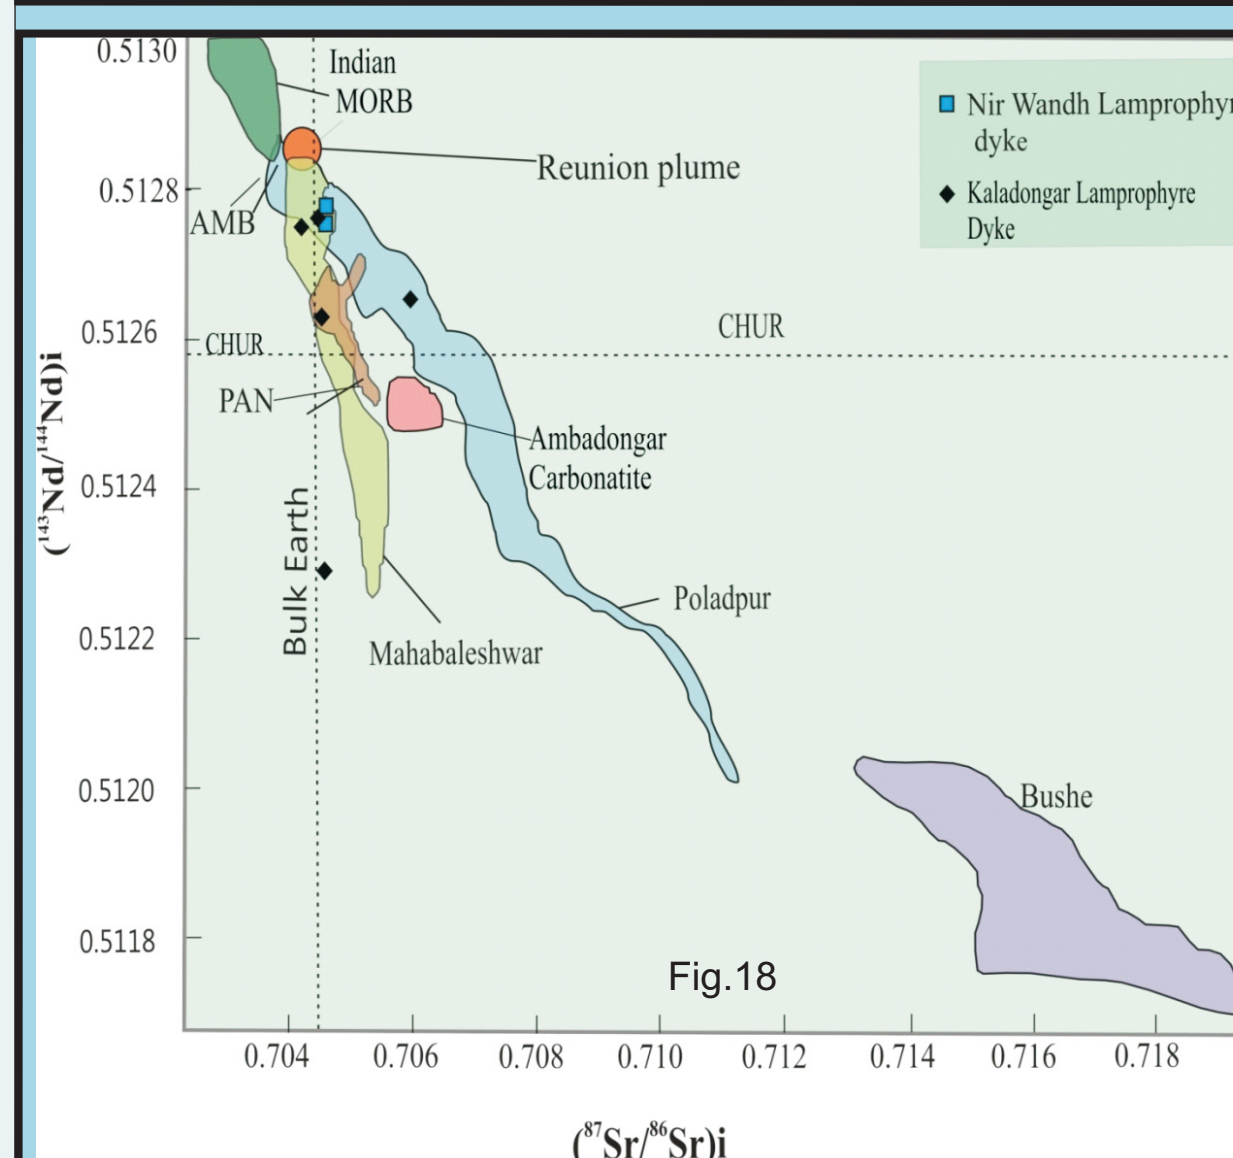 0.5130
Indian
MORB
Nir Wandh Lamprophyr
dyke
Reunion plume
0.5128
Kaladongar Lamprophyre
Dyke
AMB
0.5126
CHUR
CHUR
PAN
Ambadongar
Carbonatite
0.5124
(¹⁴³Nd/¹⁴⁴Nd)i
Bulk Earth
Poladpur
0.5122
Mahabaleshwar
0.5120
Bushe
0.5118
Fig.18
0.704 0.706 0.708 0.710 0.712 0.714 0.716 0.718
(⁸⁷Sr/⁸⁶Sr)i